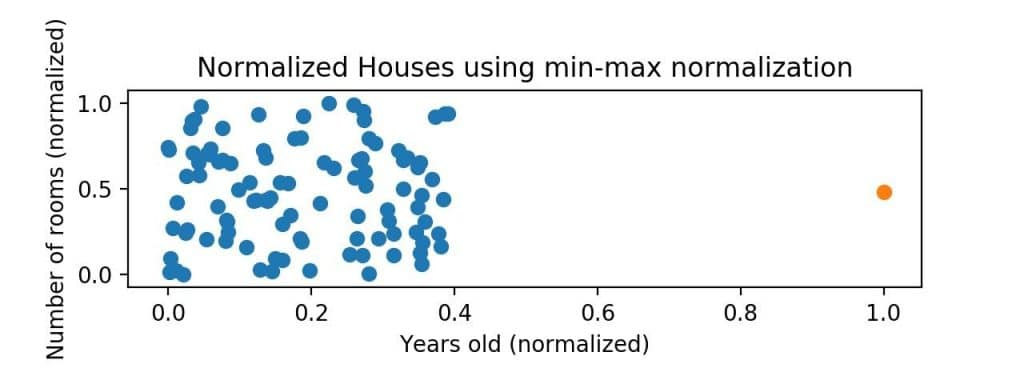 Normalized Houses using min-max normalization
Number of rooms (normalized)
1.0
0.5
0.0
0.0 0.2 0.4 0.6 0.8 1.0
Years old (normalized)